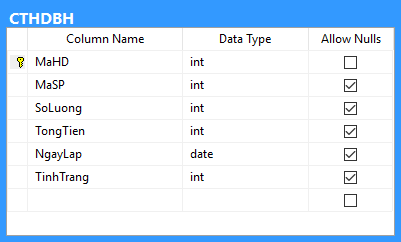 CTHDBH
Column Name Data Type Allow Nulls
MaHD int
MaSP int
SoLuong int
TongTien int
NgayLap date
TinhTrang int